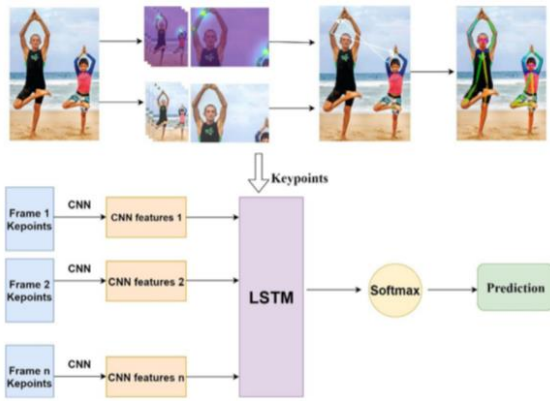 Keypoints
Frame 1
Kepoints
CNN
CNN features 1
Frame 2
Kepoints
CNN
CNN features 2
LSTM
Softmax
Prediction
Frame n
Kepoints
CNN
CNN features n